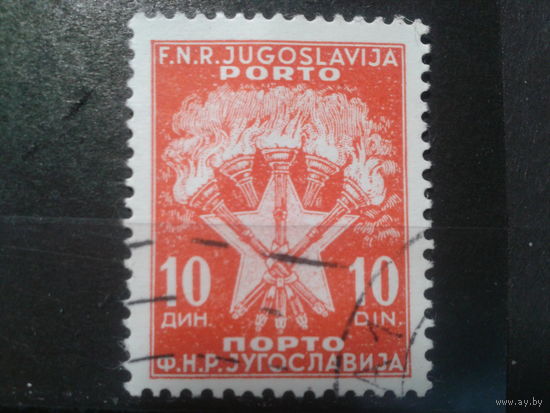 F.N.R.JUGOSLAVIJA
PORTO
10 10
ДИН. DIN.
ПОРТО
Ф.Н.Р.ЈУГОСЛАВИЈА
www.ay.by